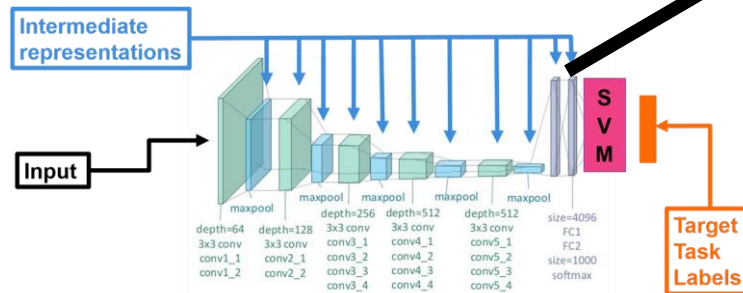 Intermediate
representations
Input
maxpool
maxpool
maxpool
maxpool
maxpool
depth=64
3x3 conv
conv1_1
conv1_2
depth=128
3x3 conv
conv2_1
conv2_2
depth=256
3x3 conv
conv3_1
conv3_2
conv3_3
conv3_4
depth=512
3x3 conv
conv4_1
conv4_2
conv4_3
conv4_4
depth=512
3x3 conv
conv5_1
conv5_2
conv5_3
conv5_4
size=4096
FC1
FC2
size=1000
softmax
S
V
M
Target
Task
Labels